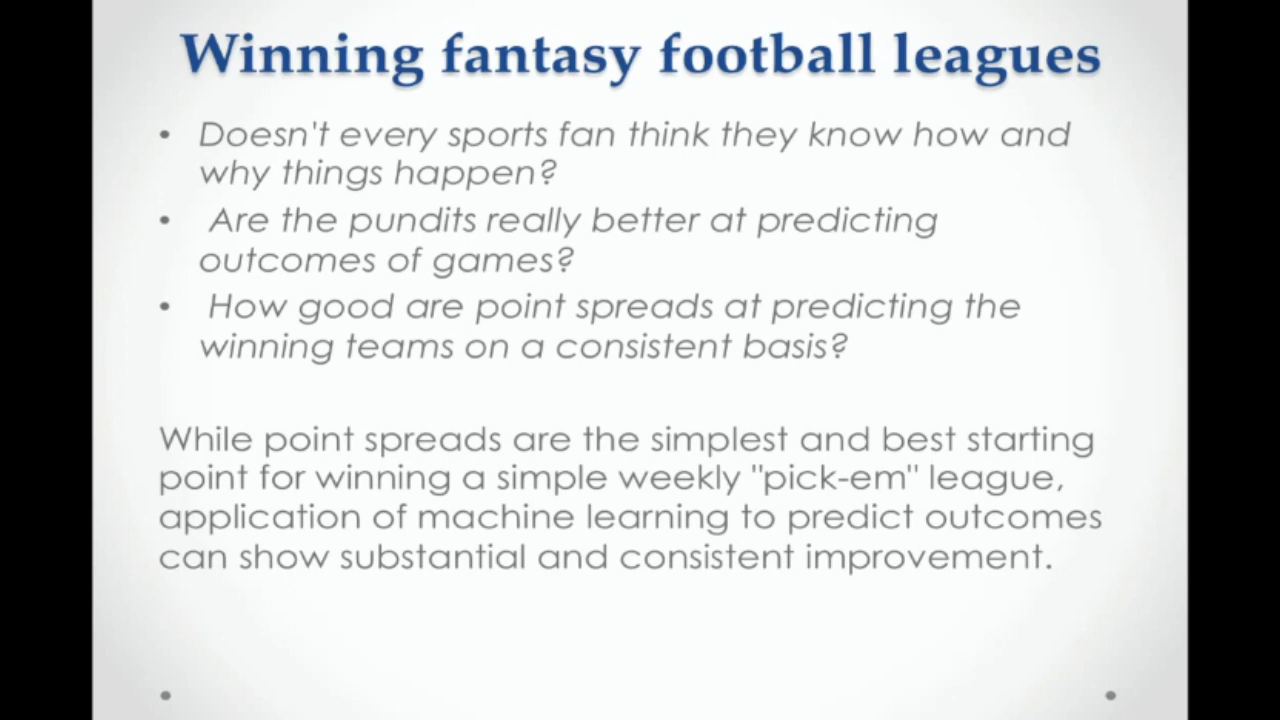 Winning fantasy football leagues
• Doesn't every sports fan think they know how and
why things happen?
• Are the pundits really better at predicting
outcomes of games?
• How good are point spreads at predicting the
winning teams on a consistent basis?
While point spreads are the simplest and best starting
point for winning a simple weekly "pick-em" league,
application of machine learning to predict outcomes
can show substantial and consistent improvement.